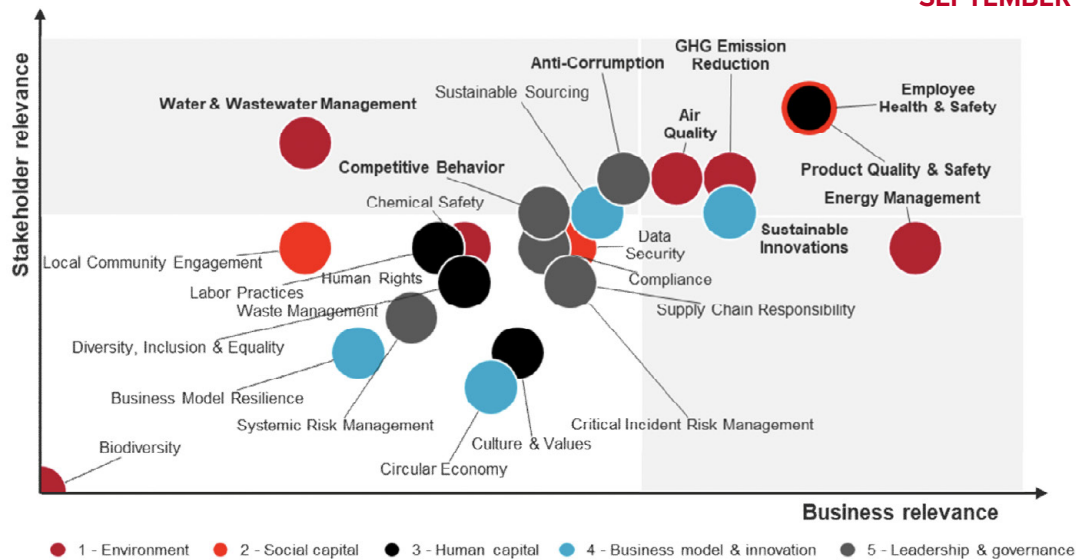 SEPTEMBER
GHG Emission
Reduction
Anti-Corrumption
Sustainable Sourcing
Employee
Health & Safety
Water & Wastewater Management
Air
Quality
Competitive Behavior
Product Quality & Safety
Energy Management
Chemical Safety
Stakeholder relevance
Sustainable
Innovations
Data
Security
Local Community Engagement
Human Rights
Compliance
Labor Practices
Waste Management
Supply Chain Responsibility
Diversity, Inclusion & Equality
Business Model Resilience
Systemic Risk Management
Critical Incident Risk Management
Culture & Values
Biodiversity
Circular Economy
Business relevance
1 - Environment
2 - Social capital
3 - Human capital
4 - Business model & innovation
5 - Leadership & governance